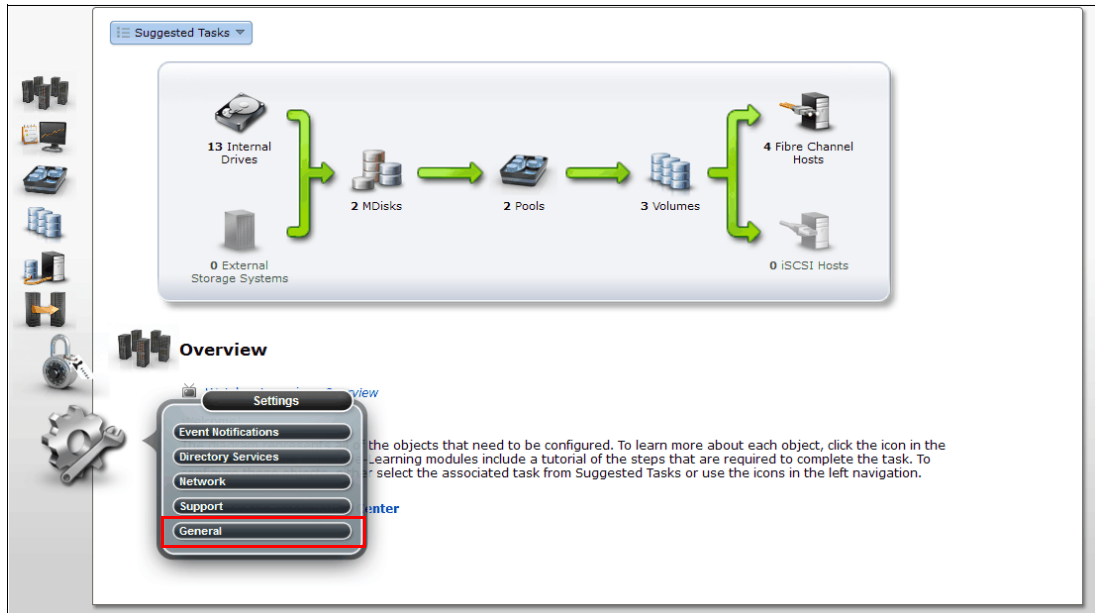 Suggested Tasks
13 Internal
Drives
2 MDisks
2 Pools
3 Volumes
4 Fibre Channel
Hosts
0 External
Storage Systems
0 iSCSI Hosts
Overview
Settings
Event Notifications
Directory Services
Network
Support
General
the objects that need to be configured. To learn more about each object, click the icon in the
-Learning modules include a tutorial of the steps that are required to complete the task. To
select the associated task from Suggested Tasks or use the icons in the left navigation.